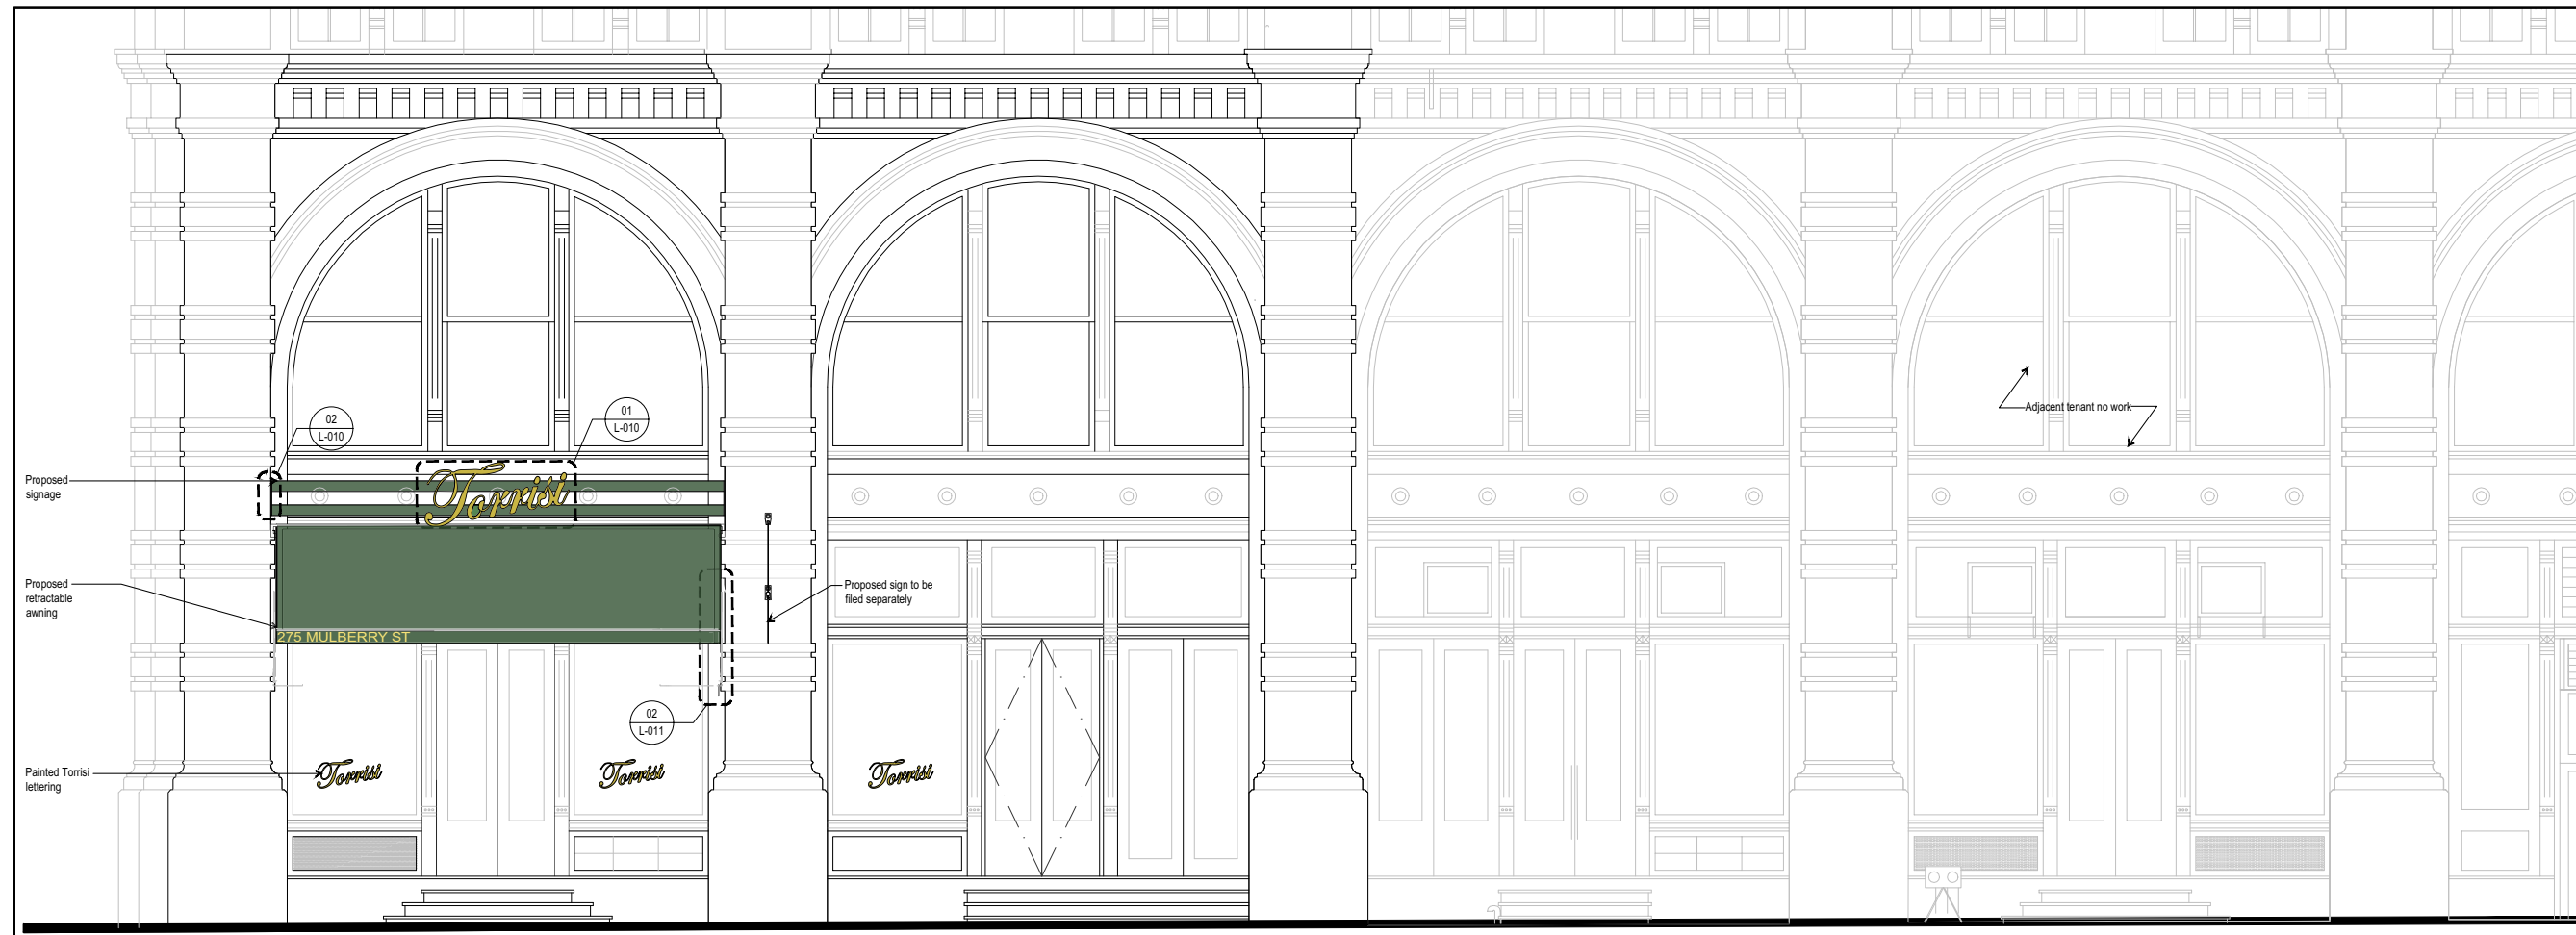 02
L-010
01
L-010
Adjacent tenant no work
Torrisi
Proposed
signage
Proposed
retractable
awning
Proposed sign to be
filed separately
275 MULBERRY ST
02
L-011
Painted Torrisi
lettering
Torrisi
Torrisi
Torrisi